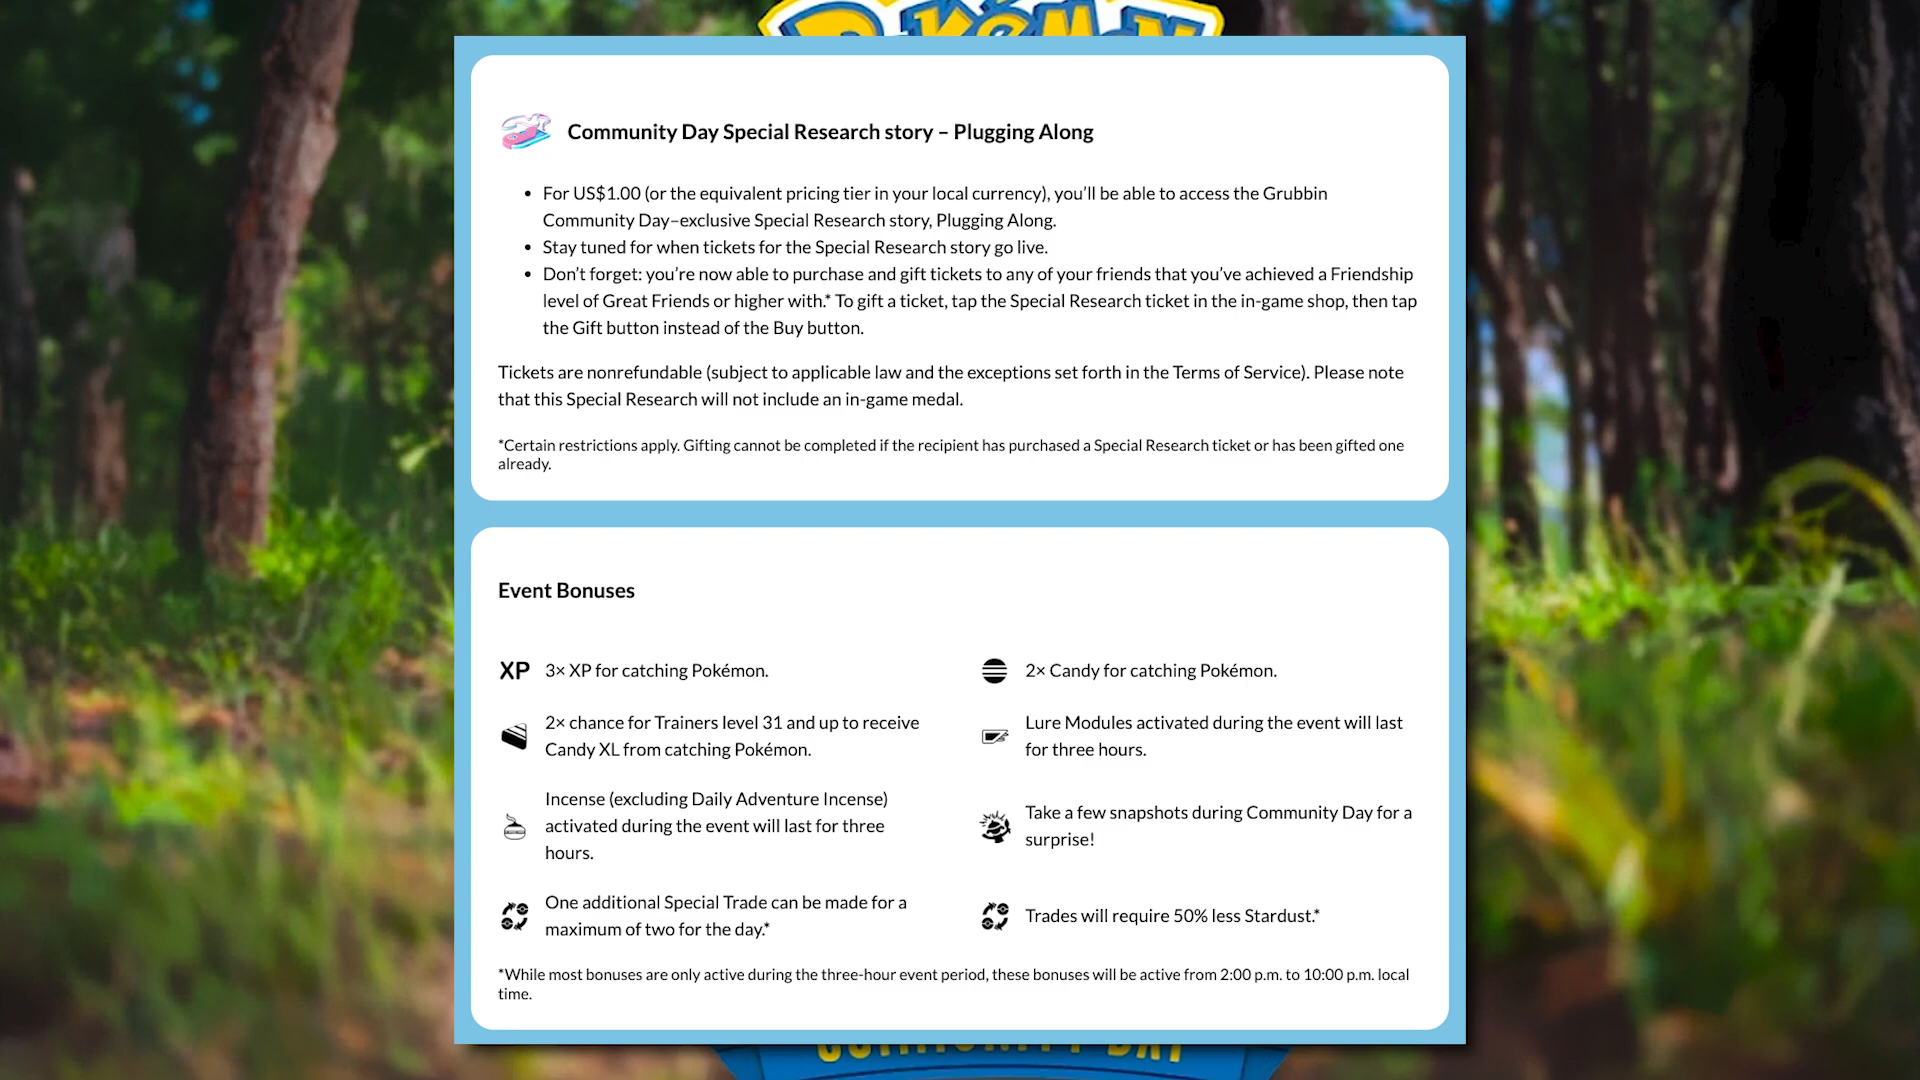 Pokémon
Community Day Special Research story – Plugging Along
• For US$1.00 (or the equivalent pricing tier in your local currency), you’ll be able to access the Grubbin
Community Day–exclusive Special Research story, Plugging Along.
• Stay tuned for when tickets for the Special Research story go live.
• Don’t forget: you’re now able to purchase and gift tickets to any of your friends that you’ve achieved a Friendship
level of Great Friends or higher with.* To gift a ticket, tap the Special Research ticket in the in-game shop, then tap
the Gift button instead of the Buy button.
Tickets are nonrefundable (subject to applicable law and the exceptions set forth in the Terms of Service). Please note
that this Special Research will not include an in-game medal.
*Certain restrictions apply. Gifting cannot be completed if the recipient has purchased a Special Research ticket or has been gifted one
already.
Event Bonuses
XP 3× XP for catching Pokémon.
2× Candy for catching Pokémon.
2× chance for Trainers level 31 and up to receive
Candy XL from catching Pokémon.
Lure Modules activated during the event will last
for three hours.
Incense (excluding Daily Adventure Incense)
activated during the event will last for three
hours.
Take a few snapshots during Community Day for a
surprise!
One additional Special Trade can be made for a
maximum of two for the day.*
Trades will require 50% less Stardust.*
*While most bonuses are only active during the three-hour event period, these bonuses will be active from 2:00 p.m. to 10:00 p.m. local
time.
COMMUNITY DAY